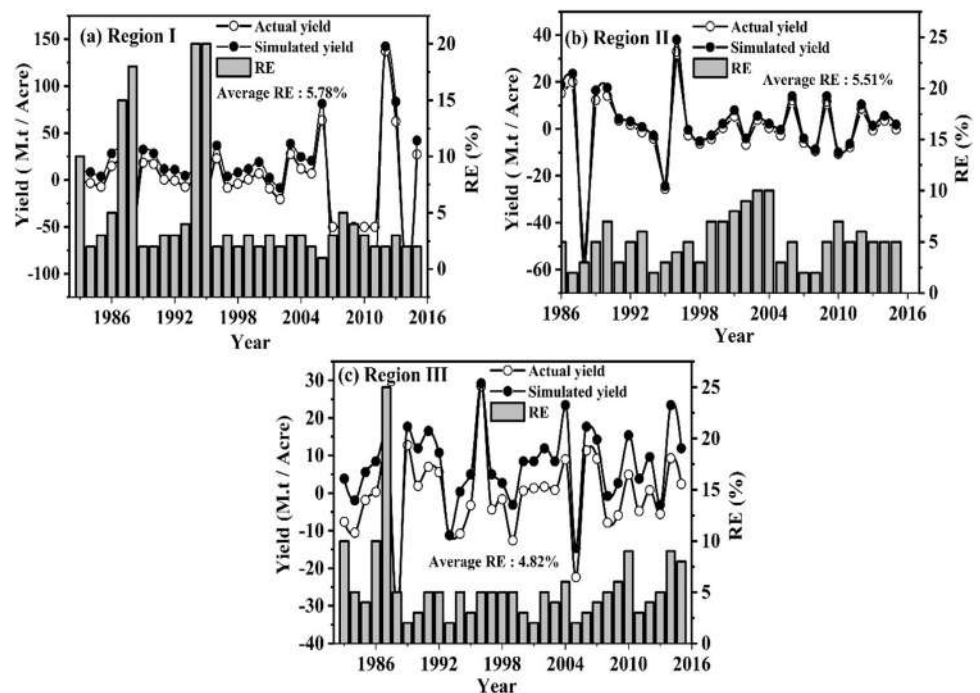 (a) Region I
Actual yield
Simulated yield
RE
Average RE : 5.78%
150
100
50
0
-50
-100
Yield ( M.t / Acre)
20
15
10
5
0
RE (%)
1986 1992 1998 2004 2010 2016
Year
(b) Region II
Actual yield
Simulated yield
RE
Average RE : 5.51%
40
20
0
-20
-40
-60
Yield ( M.t / Acre)
25
20
15
10
5
0
RE (%)
1986 1992 1998 2004 2010 2016
Year
(c) Region III
Actual yield
Simulated yield
RE
Average RE : 4.82%
30
20
10
0
-10
-20
-30
-40
Yield (M.t / Acre)
25
20
15
10
5
0
RE (%)
1986 1992 1998 2004 2010 2016
Year